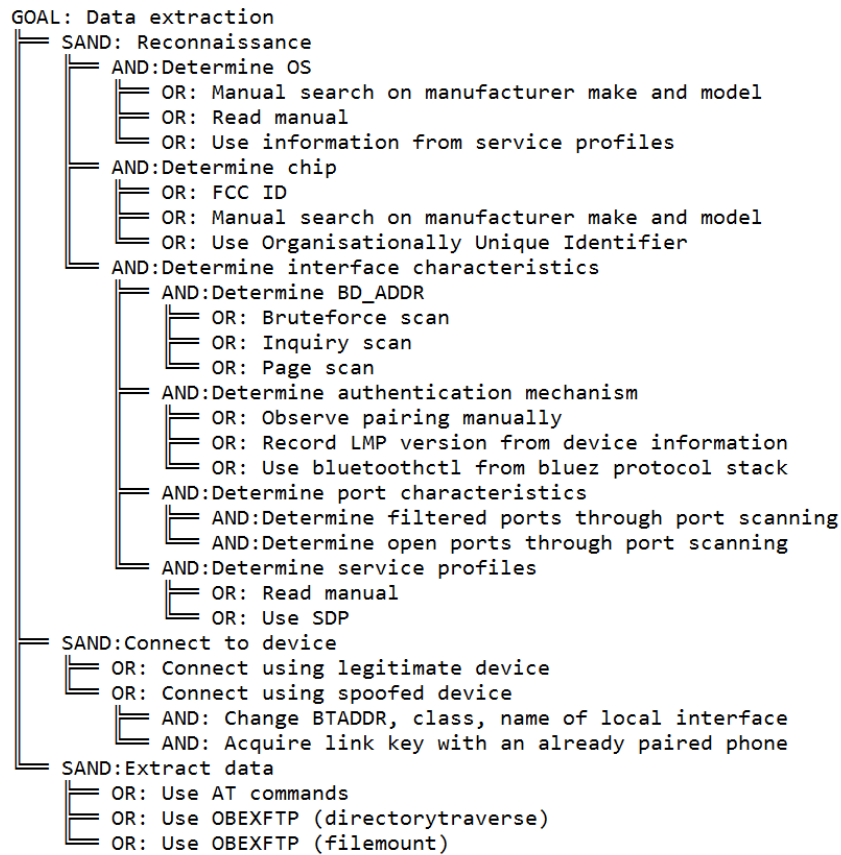 GOAL: Data extraction
SAND: Reconnaissance
AND:Determine OS
OR: Manual search on manufacturer make and model
OR: Read manual
OR: Use information from service profiles
AND:Determine chip
OR: FCC ID
OR: Manual search on manufacturer make and model
OR: Use Organisationally Unique Identifier
AND:Determine interface characteristics
AND:Determine BD_ADDR
OR: Bruteforce scan
OR: Inquiry scan
OR: Page scan
AND:Determine authentication mechanism
OR: Observe pairing manually
OR: Record LMP version from device information
OR: Use bluetoothctl from bluez protocol stack
AND:Determine port characteristics
AND:Determine filtered ports through port scanning
AND:Determine open ports through port scanning
AND:Determine service profiles
OR: Read manual
OR: Use SDP
SAND:Connect to device
OR: Connect using legitimate device
OR: Connect using spoofed device
AND: Change BTADDR, class, name of local interface
AND: Acquire link key with an already paired phone
SAND:Extract data
OR: Use AT commands
OR: Use OBEXFTP (directorytraverse)
OR: Use OBEXFTP (filemount)